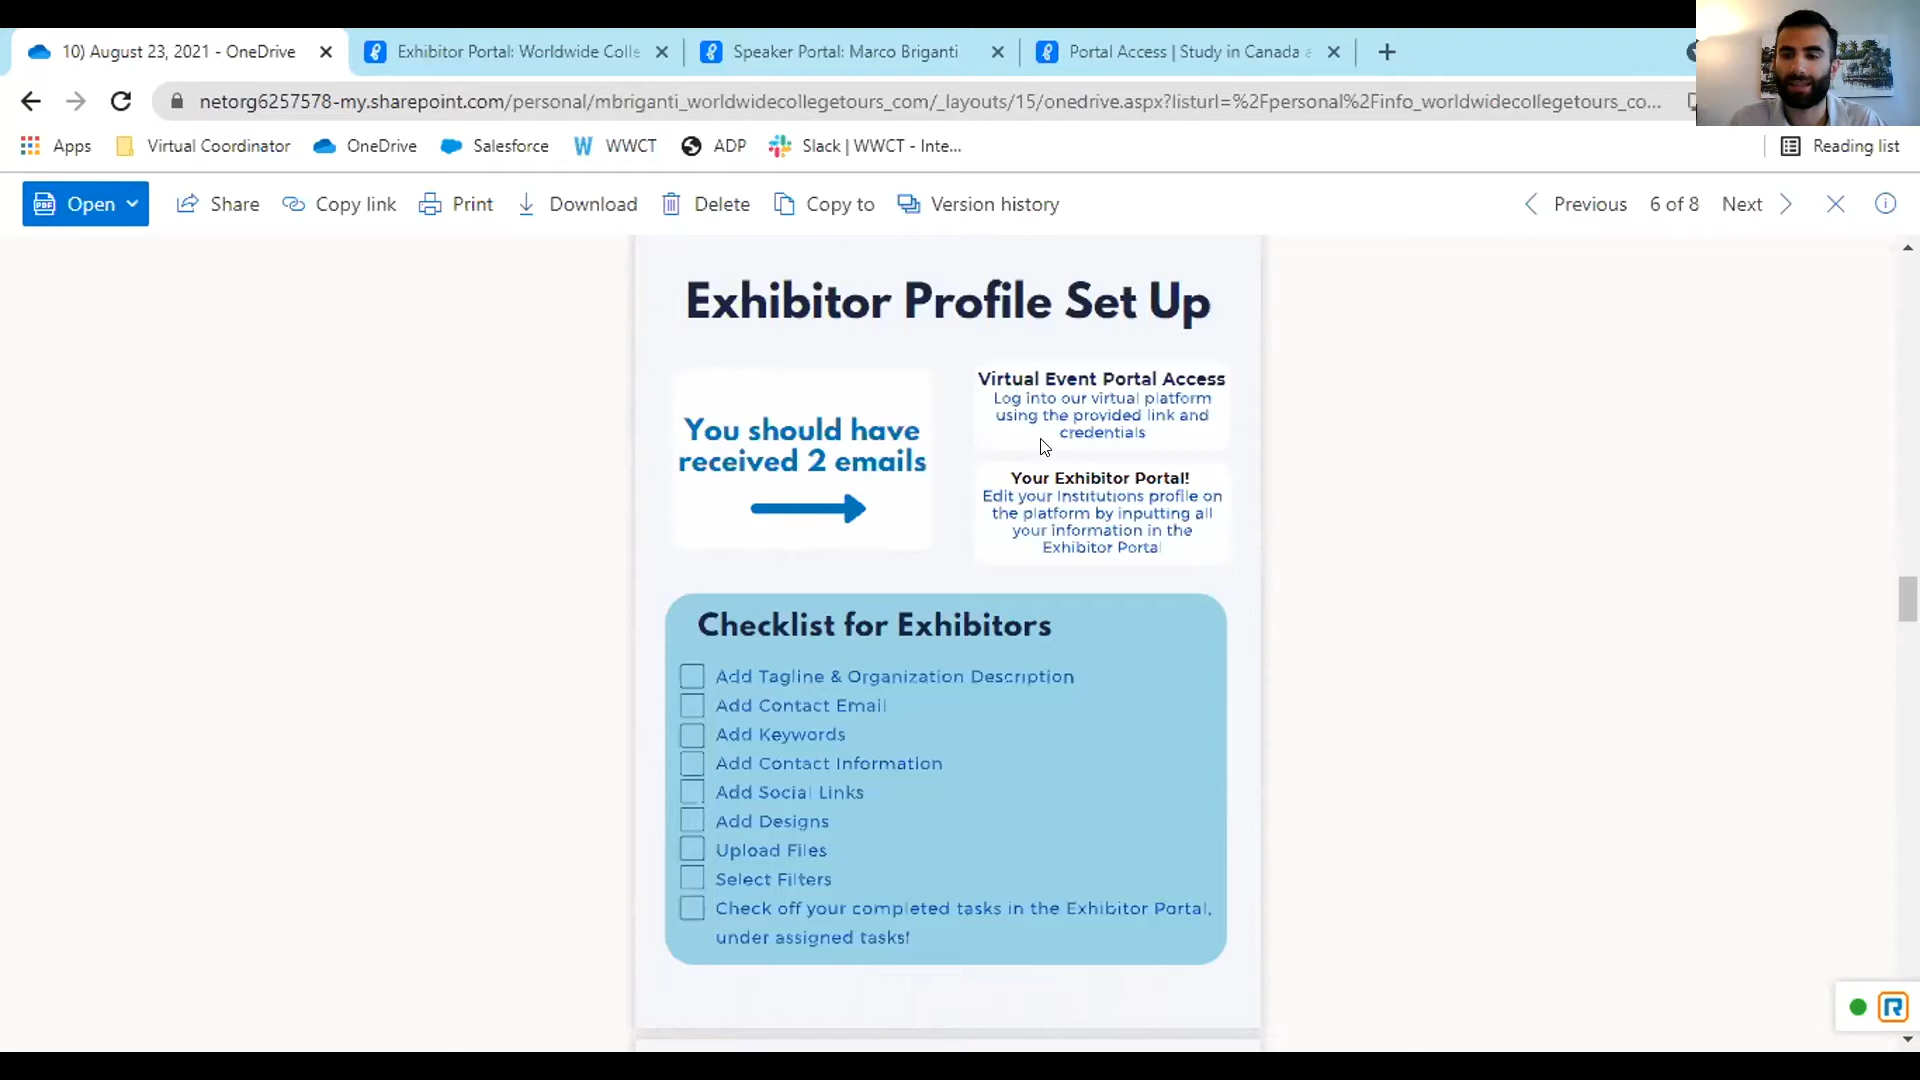 10) August 23, 2021 - OneDrive
Exhibitor Portal: Worldwide Colle
Speaker Portal: Marco Briganti
Portal Access | Study in Canada a
netorg6257578-my.sharepoint.com/personal/mbriganti_worldwidecollegetours_com/_layouts/15/onedrive.aspx?listurl=%2Fpersonal%2Finfo_worldwidecollegetours_co...
Apps
Virtual Coordinator
OneDrive
Salesforce
W WWCT
ADP
Slack | WWCT - Inte...
Reading list
PDF Open
Share
Copy link
Print
Download
Delete
Copy to
Version history
Previous
6 of 8
Next
Exhibitor Profile Set Up
You should have
received 2 emails
Virtual Event Portal Access
Log into our virtual platform
using the provided link and
credentials
Your Exhibitor Portal!
Edit your Institutions profile on
the platform by inputting all
your information in the
Exhibitor Portal
Checklist for Exhibitors
Add Tagline & Organization Description
Add Contact Email
Add Keywords
Add Contact Information
Add Social Links
Add Designs
Upload Files
Select Filters
Check off your completed tasks in the Exhibitor Portal,
under assigned tasks!
R